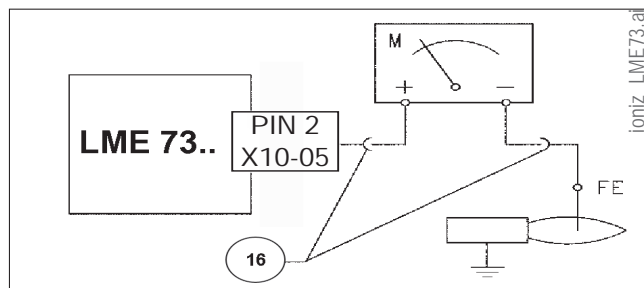 M
+ −
LME 73..
PIN 2
X10-05
FE
16
ioniz_LME73.ai